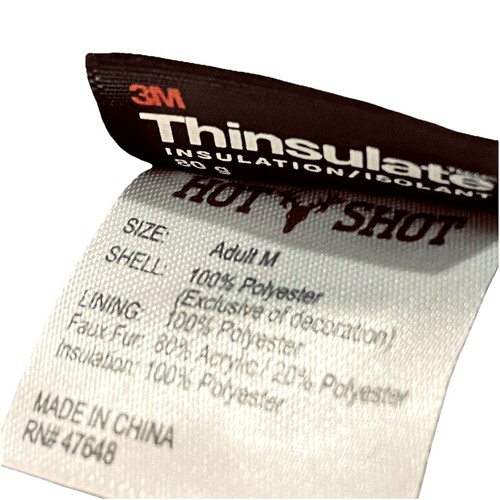 3M
Thinsulate
INSULATION/ISOLANT
80 g
HOT SHOT
SIZE: Adult M
SHELL: 100% Polyester
(Exclusive of decoration)
LINING: 100% Polyester
Faux Fur: 80% Acrylic / 20% Polyester
Insulation: 100% Polyester
MADE IN CHINA
RN# 47648